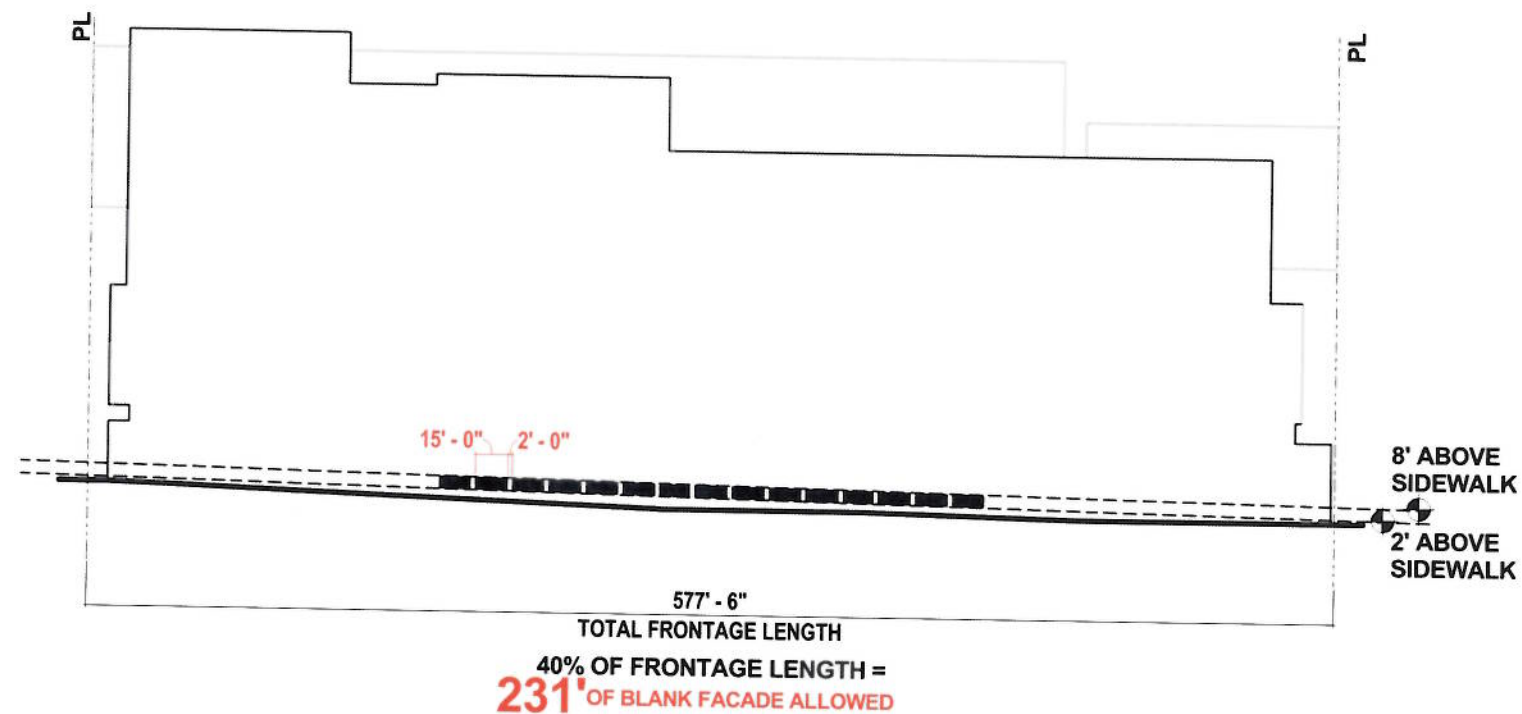 PL
PL
15' - 0" 2' - 0"
8' ABOVE
SIDEWALK
2' ABOVE
SIDEWALK
577' - 6"
TOTAL FRONTAGE LENGTH
40% OF FRONTAGE LENGTH =
231' OF BLANK FACADE ALLOWED